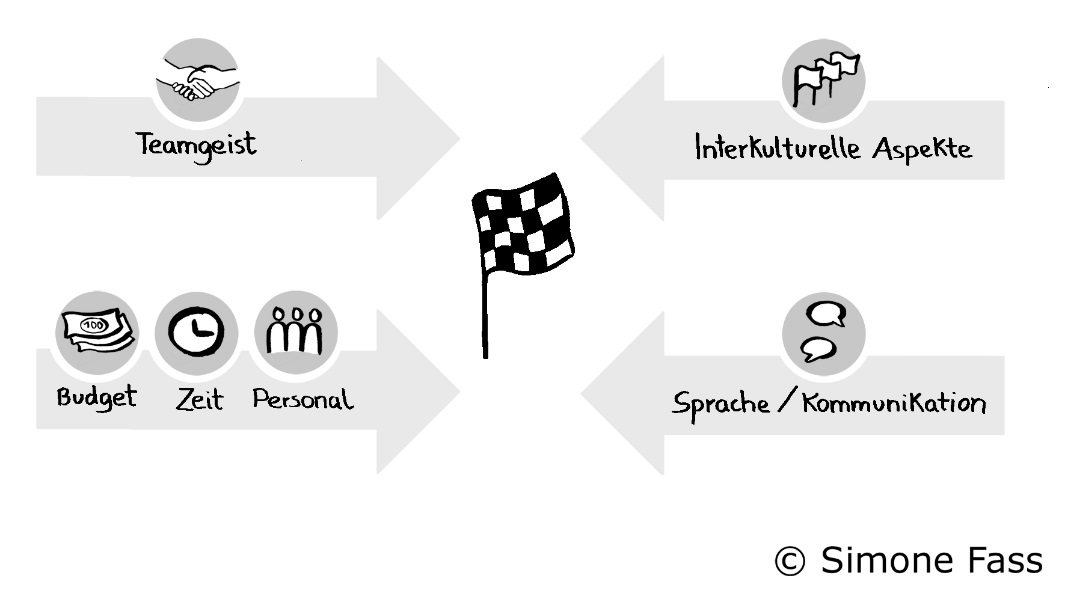 Teamgeist
Interkulturelle Aspekte
100
Budget Zeit Personal
Sprache / Kommunikation
© Simone Fass